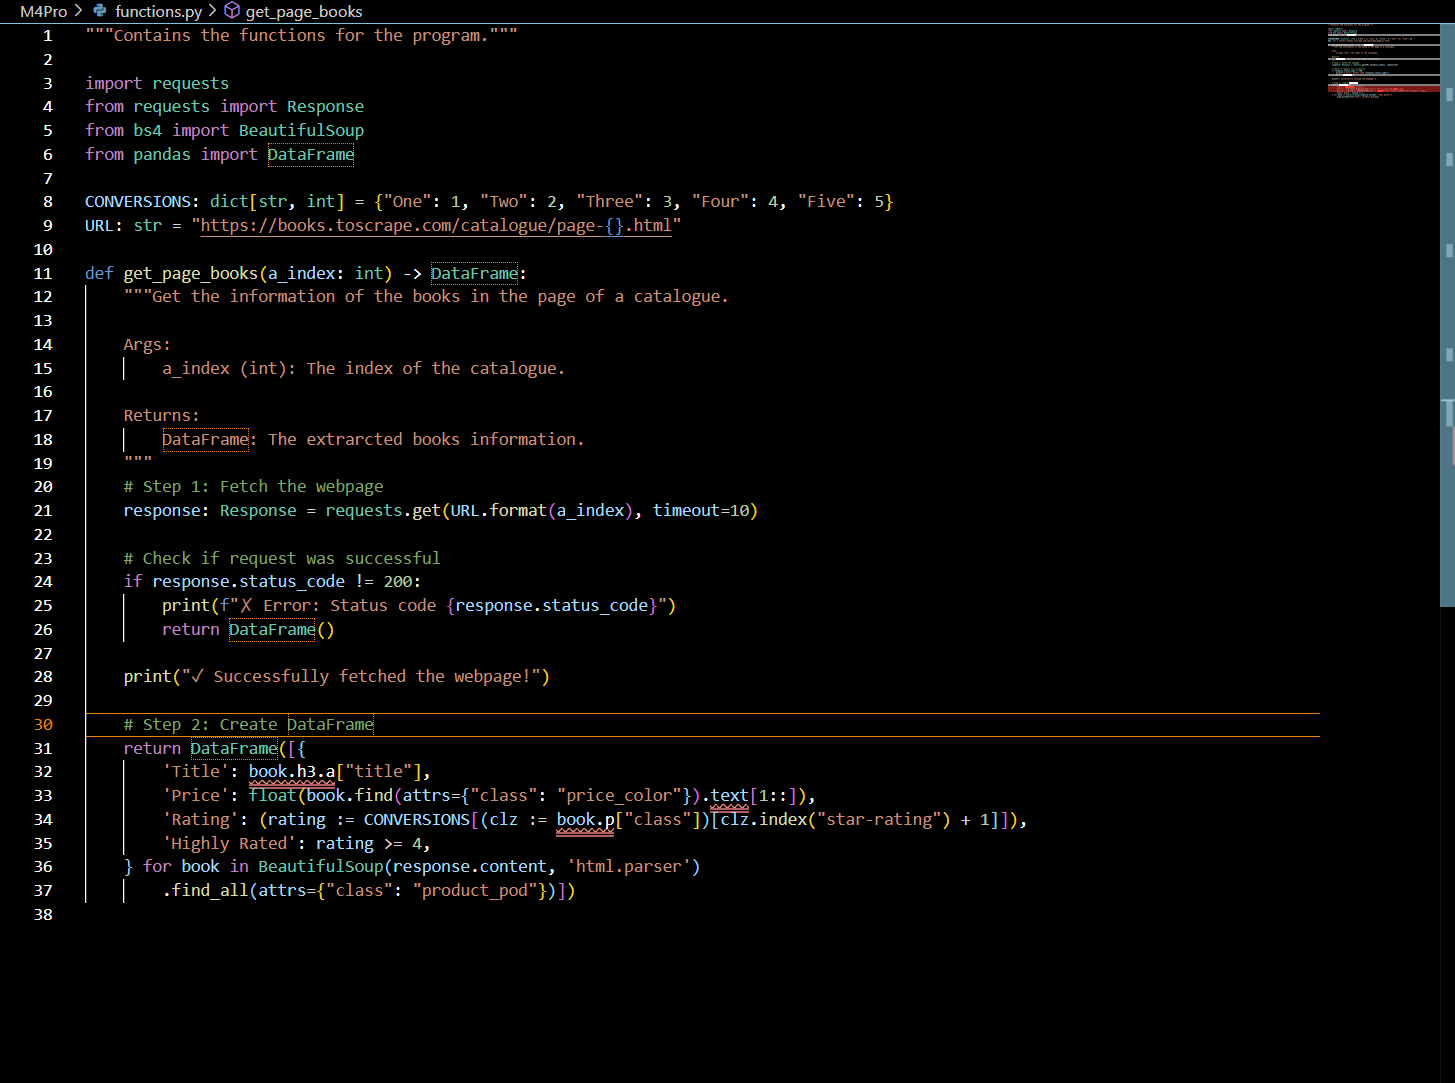 M4Pro > functions.py > get_page_books
1 """Contains the functions for the program."""
2
3 import requests
4 from requests import Response
5 from bs4 import BeautifulSoup
6 from pandas import DataFrame
7
8 CONVERSIONS: dict[str, int] = {"One": 1, "Two": 2, "Three": 3, "Four": 4, "Five": 5}
9 URL: str = "https://books.toscrape.com/catalogue/page-{}.html"
10
11 def get_page_books(a_index: int) -> DataFrame:
12     """Get the information of the books in the page of a catalogue.
13
14     Args:
15         a_index (int): The index of the catalogue.
16
17     Returns:
18         DataFrame: The extrarcted books information.
19     """
20     # Step 1: Fetch the webpage
21     response: Response = requests.get(URL.format(a_index), timeout=10)
22
23     # Check if request was successful
24     if response.status_code != 200:
25         print(f"✗ Error: Status code {response.status_code}")
26         return DataFrame()
27
28     print("✓ Successfully fetched the webpage!")
29
30     # Step 2: Create DataFrame
31     return DataFrame([{
32         'Title': book.h3.a["title"],
33         'Price': float(book.find(attrs={"class": "price_color"}).text[1::]),
34         'Rating': (rating := CONVERSIONS[(clz := book.p["class"])[clz.index("star-rating") + 1]]),
35         'Highly Rated': rating >= 4,
36     } for book in BeautifulSoup(response.content, 'html.parser')
37         .find_all(attrs={"class": "product_pod"})])
38